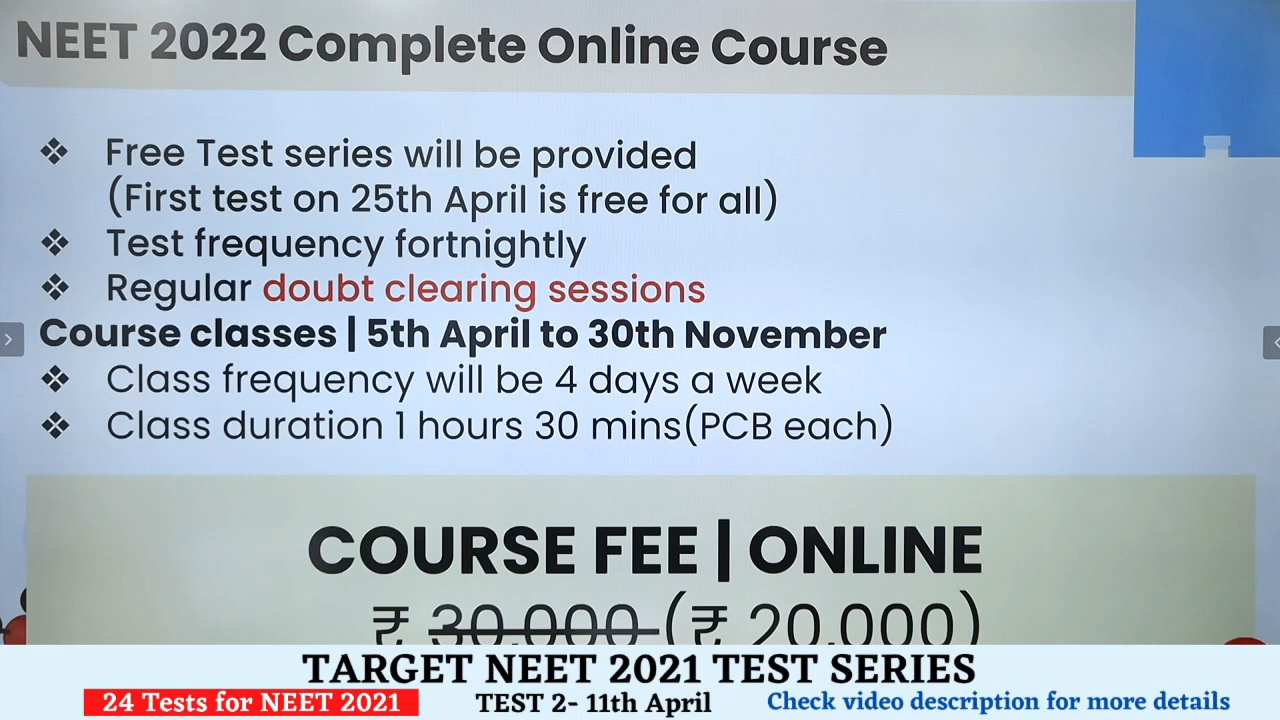 NEET 2022 Complete Online Course
❖ Free Test series will be provided
(First test on 25th April is free for all)
❖ Test frequency fortnightly
❖ Regular doubt clearing sessions
Course classes | 5th April to 30th November
❖ Class frequency will be 4 days a week
❖ Class duration 1 hours 30 mins(PCB each)
COURSE FEE | ONLINE
₹ 30,000 (₹ 20,000)
TARGET NEET 2021 TEST SERIES
24 Tests for NEET 2021
TEST 2- 11th April
Check video description for more details